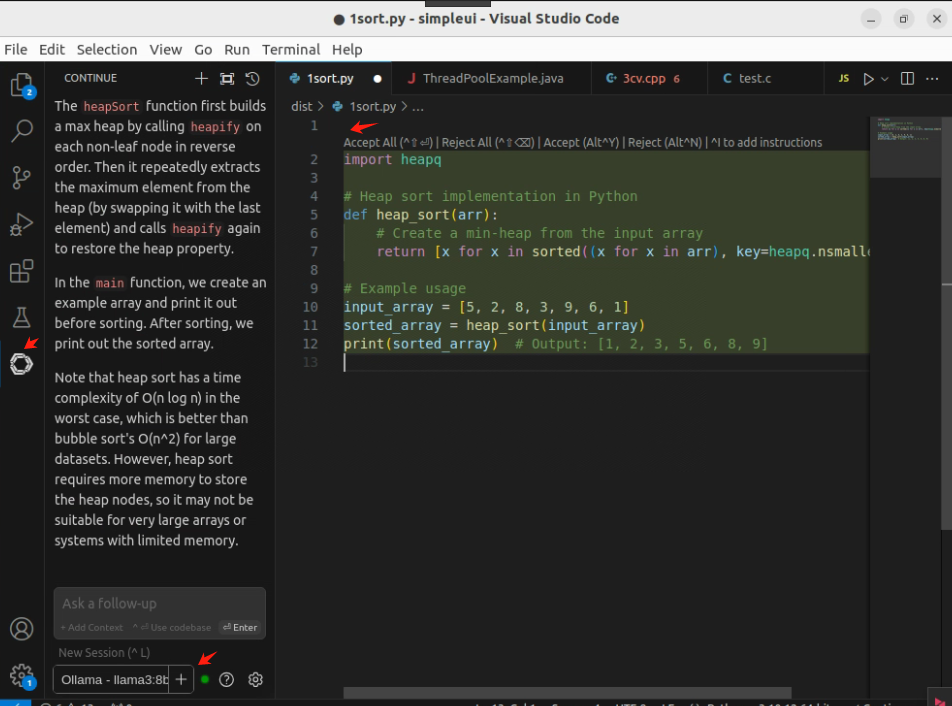 1sort.py - simpleui - Visual Studio Code
File Edit Selection View Go Run Terminal Help
2
CONTINUE
The heapSort function first builds
a max heap by calling heapify on
each non-leaf node in reverse
order. Then it repeatedly extracts
the maximum element from the
heap (by swapping it with the last
element) and calls heapify again
to restore the heap property.
In the main function, we create an
example array and print it out
before sorting. After sorting, we
print out the sorted array.
Note that heap sort has a time
complexity of O(n log n) in the
worst case, which is better than
bubble sort's O(n^2) for large
datasets. However, heap sort
requires more memory to store
the heap nodes, so it may not be
suitable for very large arrays or
systems with limited memory.
Ask a follow-up
+ Add Context ^ ⏎ Use codebase ⏎ Enter
New Session (^ L)
Ollama - llama3:8b +
1
1sort.py J ThreadPoolExample.java 3cv.cpp 6 C test.c JS
dist > 1sort.py > ...
1
Accept All (^⇧⏎) | Reject All (^⇧⌫) | Accept (Alt^Y) | Reject (Alt^N) | ^I to add instructions
2 import heapq
3
4 # Heap sort implementation in Python
5 def heap_sort(arr):
6 # Create a min-heap from the input array
7 return [x for x in sorted((x for x in arr), key=heapq.nsmalle
8
9 # Example usage
10 input_array = [5, 2, 8, 3, 9, 6, 1]
11 sorted_array = heap_sort(input_array)
12 print(sorted_array) # Output: [1, 2, 3, 5, 6, 8, 9]
13